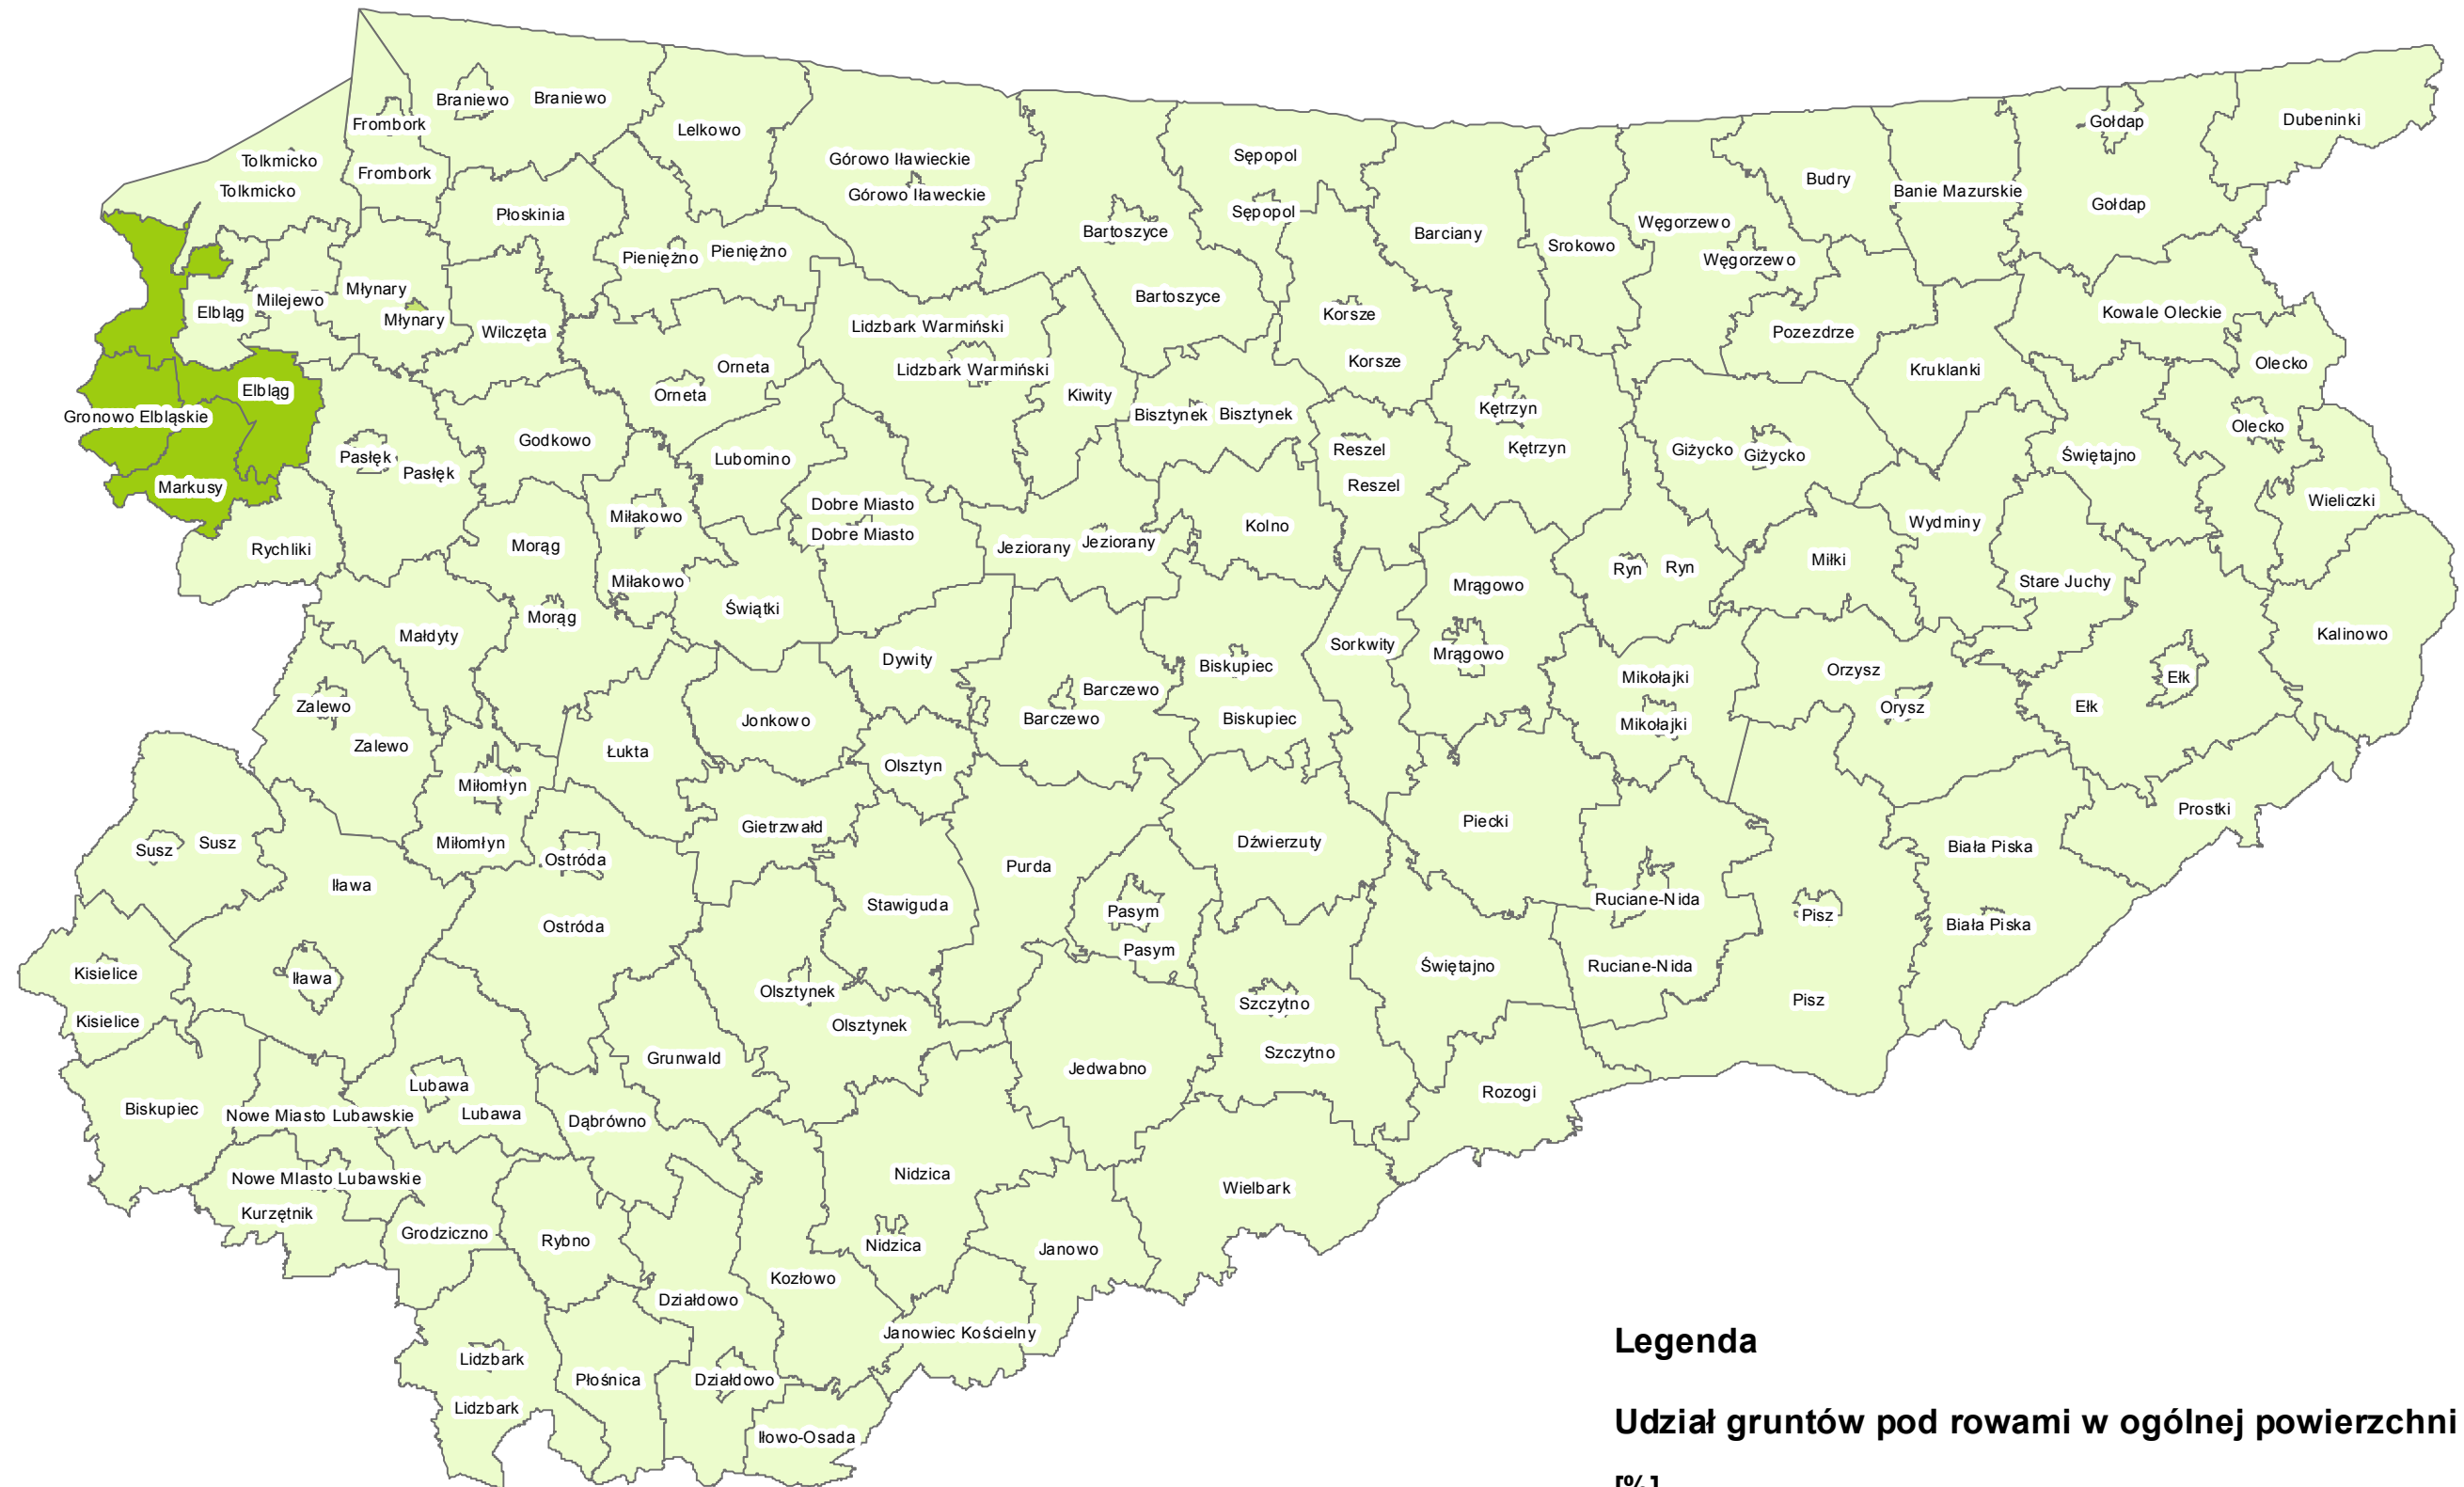 Braniewo
Braniewo
Frombork
Lelkowo
Gołdap
Dubeninki
Tolkmicko
Górowo Iławieckie
Sępopol
Frombork
Tolkmicko
Górowo Iławeckie
Budry
Banie Mazurskie
Gołdap
Płoskinia
Sępopol
Bartoszyce
Barciany
Srokowo
Węgorzewo
Węgorzewo
Pieniężno
Pieniężno
Młynary
Milejewo
Elbląg
Młynary
Wilczęta
Bartoszyce
Lidzbark Warmiński
Korsze
Pozezdrze
Kowale Oleckie
Korsze
Kruklanki
Olecko
Elbląg
Orneta
Orneta
Lidzbark Warmiński
Kiwity
Gronowo Elbląskie
Bisztynek
Bisztynek
Kętrzyn
Kętrzyn
Olecko
Godkowo
Pasłęk
Pasłęk
Lubomino
Reszel
Reszel
Giżycko
Giżycko
Świętajno
Markusy
Wieliczki
Dobre Miasto
Dobre Miasto
Miłakowo
Kolno
Wydminy
Rychliki
Morąg
Jeziorany
Jeziorany
Ryn
Ryn
Miłki
Miłakowo
Świątki
Mrągowo
Stare Juchy
Morąg
Małdyty
Sorkwity
Mrągowo
Kalinowo
Dywity
Biskupiec
Mikołajki
Orzysz
Ełk
Zalewo
Barczewo
Barczewo
Biskupiec
Mikołajki
Orysz
Ełk
Zalewo
Łukta
Jonkowo
Olsztyn
Miłomłyn
Prostki
Susz
Susz
Miłomłyn
Ostróda
Gietrzwałd
Dźwierzuty
Piecki
Biała Piska
Iława
Purda
Stawiguda
Pasym
Ruciane-Nida
Pisz
Biała Piska
Ostróda
Pasym
Kisielice
Iława
Olsztynek
Świętajno
Ruciane-Nida
Kisielice
Olsztynek
Szczytno
Pisz
Szczytno
Grunwald
Jedwabno
Lubawa
Rozogi
Biskupiec
Nowe Miasto Lubawskie
Lubawa
Dąbrówno
Nowe MIasto Lubawskie
Nidzica
Wielbark
Kurzętnik
Grodziczno
Rybno
Nidzica
Janowo
Kozłowo
Działdowo
Janowiec Kościelny
Lidzbark
Płośnica
Działdowo
Lidzbark
Iłowo-Osada
Legenda
Udział gruntów pod rowami w ogólnej powierzchni
[%]